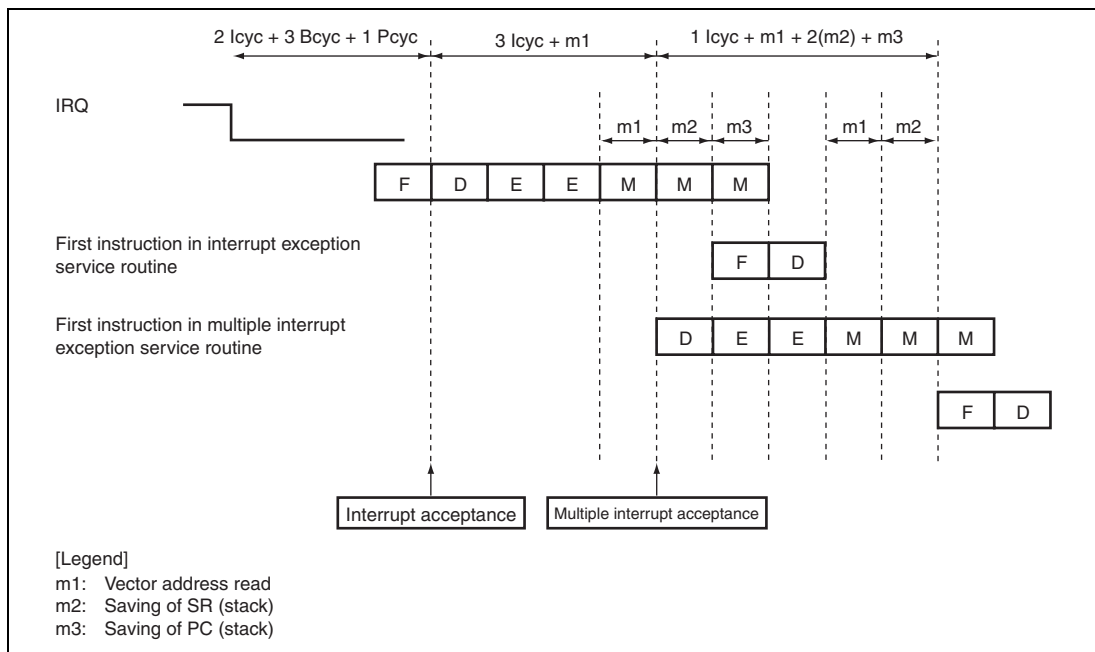 2 Icyc + 3 Bcyc + 1 Pcyc 3 Icyc + m1 1 Icyc + m1 + 2(m2) + m3
IRQ
m1 m2 m3 m1 m2
F D E E M M M
First instruction in interrupt exception
service routine
F D
First instruction in multiple interrupt
exception service routine
D E E M M M
F D
Interrupt acceptance Multiple interrupt acceptance
[Legend]
m1: Vector address read
m2: Saving of SR (stack)
m3: Saving of PC (stack)